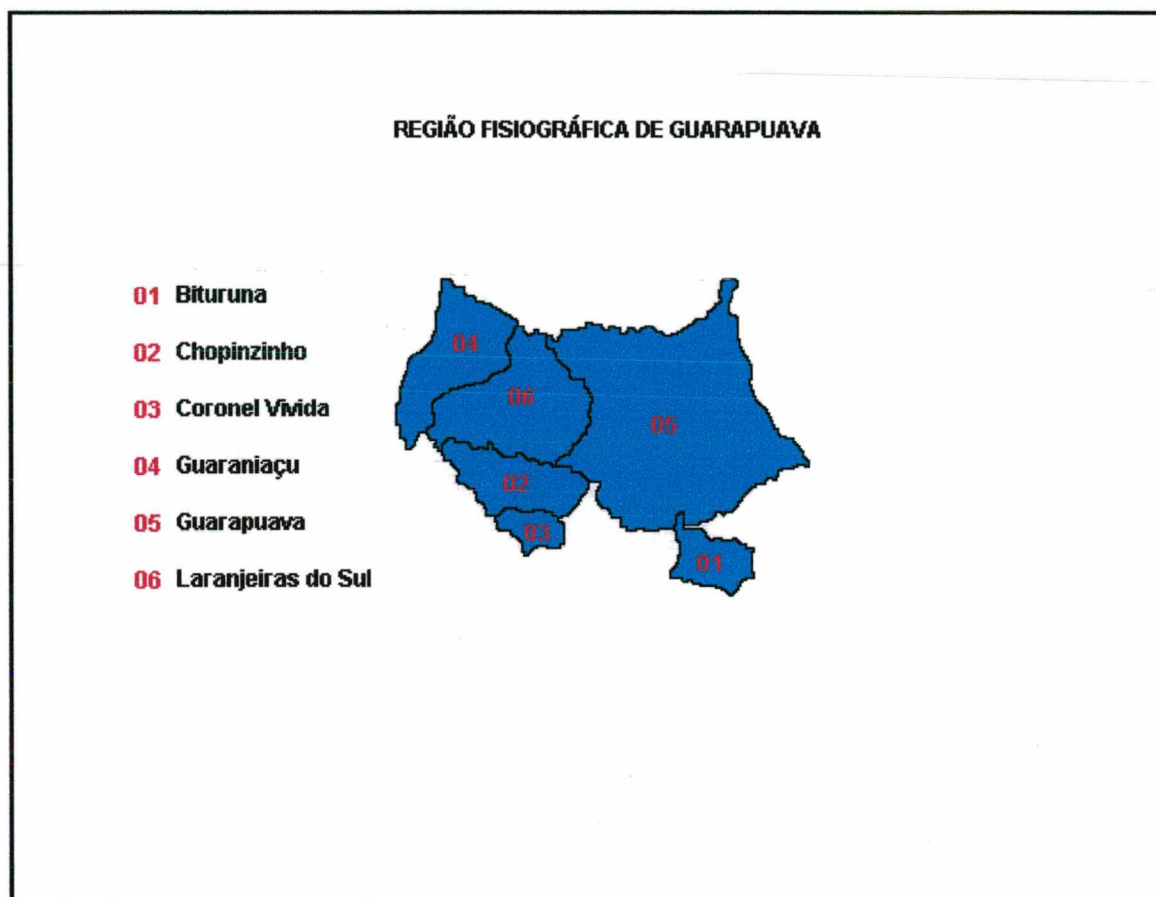 REGIÃO FISIOGRÁFICA DE GUARAPUAVA
01 Bituruna
02 Chopinzinho
03 Coronel Vivida
04 Guaraniaçu
05 Guarapuava
06 Laranjeiras do Sul
04
06
05
02
03
01